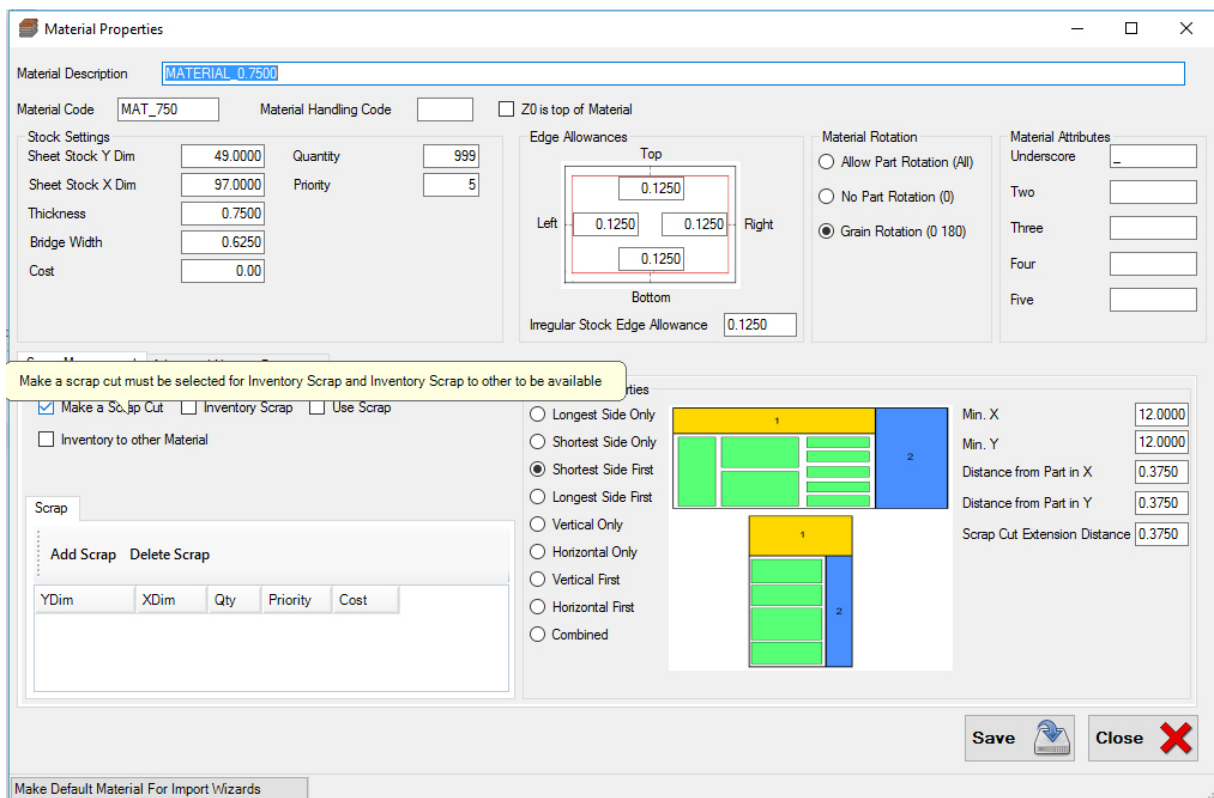 Material Properties
Material Description MATERIAL_0.7500
Material Code MAT_750 Material Handling Code Z0 is top of Material
Stock Settings
Sheet Stock Y Dim 49.0000 Quantity 999
Sheet Stock X Dim 97.0000 Priority 5
Thickness 0.7500
Bridge Width 0.6250
Cost 0.00
Edge Allowances
Top
0.1250
Left 0.1250 0.1250 Right
0.1250
Bottom
Irregular Stock Edge Allowance 0.1250
Material Rotation
Allow Part Rotation (All)
No Part Rotation (0)
Grain Rotation (0 180)
Material Attributes
Underscore _
Two
Three
Four
Five
Make a scrap cut must be selected for Inventory Scrap and Inventory Scrap to other to be available
Make a Scrap Cut Inventory Scrap Use Scrap
Inventory to other Material
Scrap
Add Scrap Delete Scrap
YDim XDim Qty Priority Cost
Longest Side Only
Shortest Side Only
Shortest Side First
Longest Side First
Vertical Only
Horizontal Only
Vertical First
Horizontal First
Combined
1
2
1
2
Min. X 12.0000
Min. Y 12.0000
Distance from Part in X 0.3750
Distance from Part in Y 0.3750
Scrap Cut Extension Distance 0.3750
Save Close
Make Default Material For Import Wizards